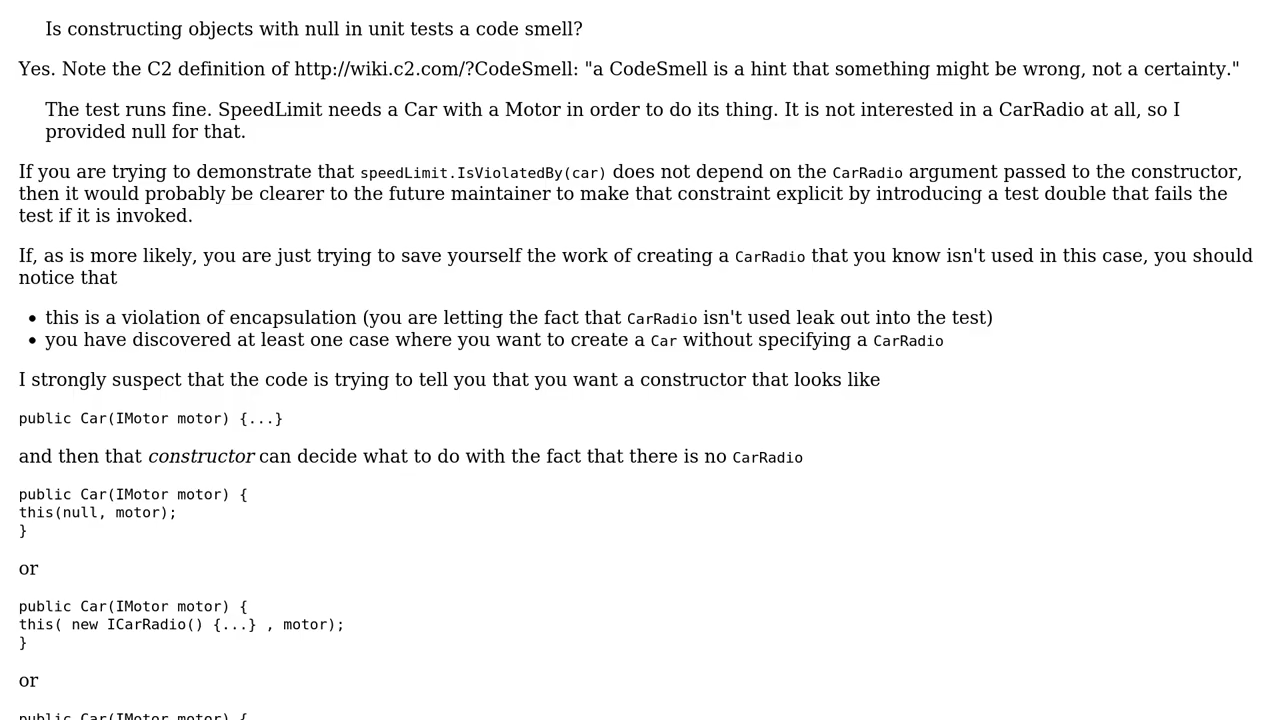 Is constructing objects with null in unit tests a code smell?
Yes. Note the C2 definition of http://wiki.c2.com/?CodeSmell: "a CodeSmell is a hint that something might be wrong, not a certainty."
The test runs fine. SpeedLimit needs a Car with a Motor in order to do its thing. It is not interested in a CarRadio at all, so I
provided null for that.
If you are trying to demonstrate that speedLimit.IsViolatedBy(car) does not depend on the CarRadio argument passed to the constructor,
then it would probably be clearer to the future maintainer to make that constraint explicit by introducing a test double that fails the
test if it is invoked.
If, as is more likely, you are just trying to save yourself the work of creating a CarRadio that you know isn't used in this case, you should
notice that
• this is a violation of encapsulation (you are letting the fact that CarRadio isn't used leak out into the test)
• you have discovered at least one case where you want to create a Car without specifying a CarRadio
I strongly suspect that the code is trying to tell you that you want a constructor that looks like
public Car(IMotor motor) {...}
and then that constructor can decide what to do with the fact that there is no CarRadio
public Car(IMotor motor) {
this(null, motor);
}
or
public Car(IMotor motor) {
this( new ICarRadio() {...} , motor);
}
or
public Car(IMotor motor) {